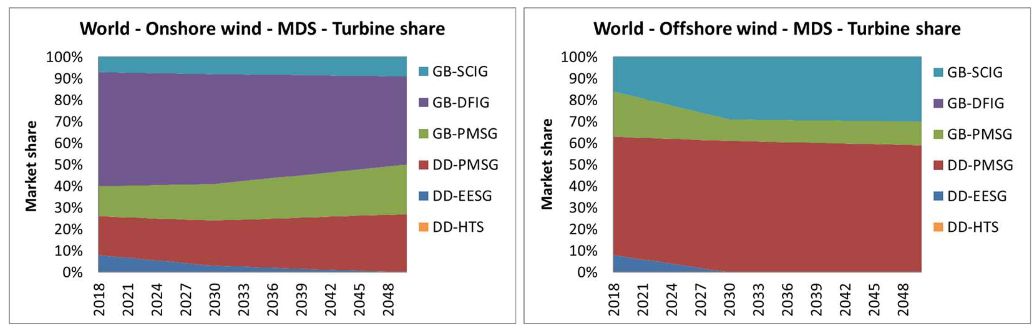 World - Onshore wind - MDS - Turbine share
100%
90%
80%
70%
60%
50%
40%
30%
20%
10%
0%
Market share
2018
2021
2024
2027
2030
2033
2036
2039
2042
2045
2048
GB-SCIG
GB-DFIG
GB-PMSG
DD-PMSG
DD-EESG
DD-HTS
World - Offshore wind - MDS - Turbine share
100%
90%
80%
70%
60%
50%
40%
30%
20%
10%
0%
Market share
2018
2021
2024
2027
2030
2033
2036
2039
2042
2045
2048
GB-SCIG
GB-DFIG
GB-PMSG
DD-PMSG
DD-EESG
DD-HTS